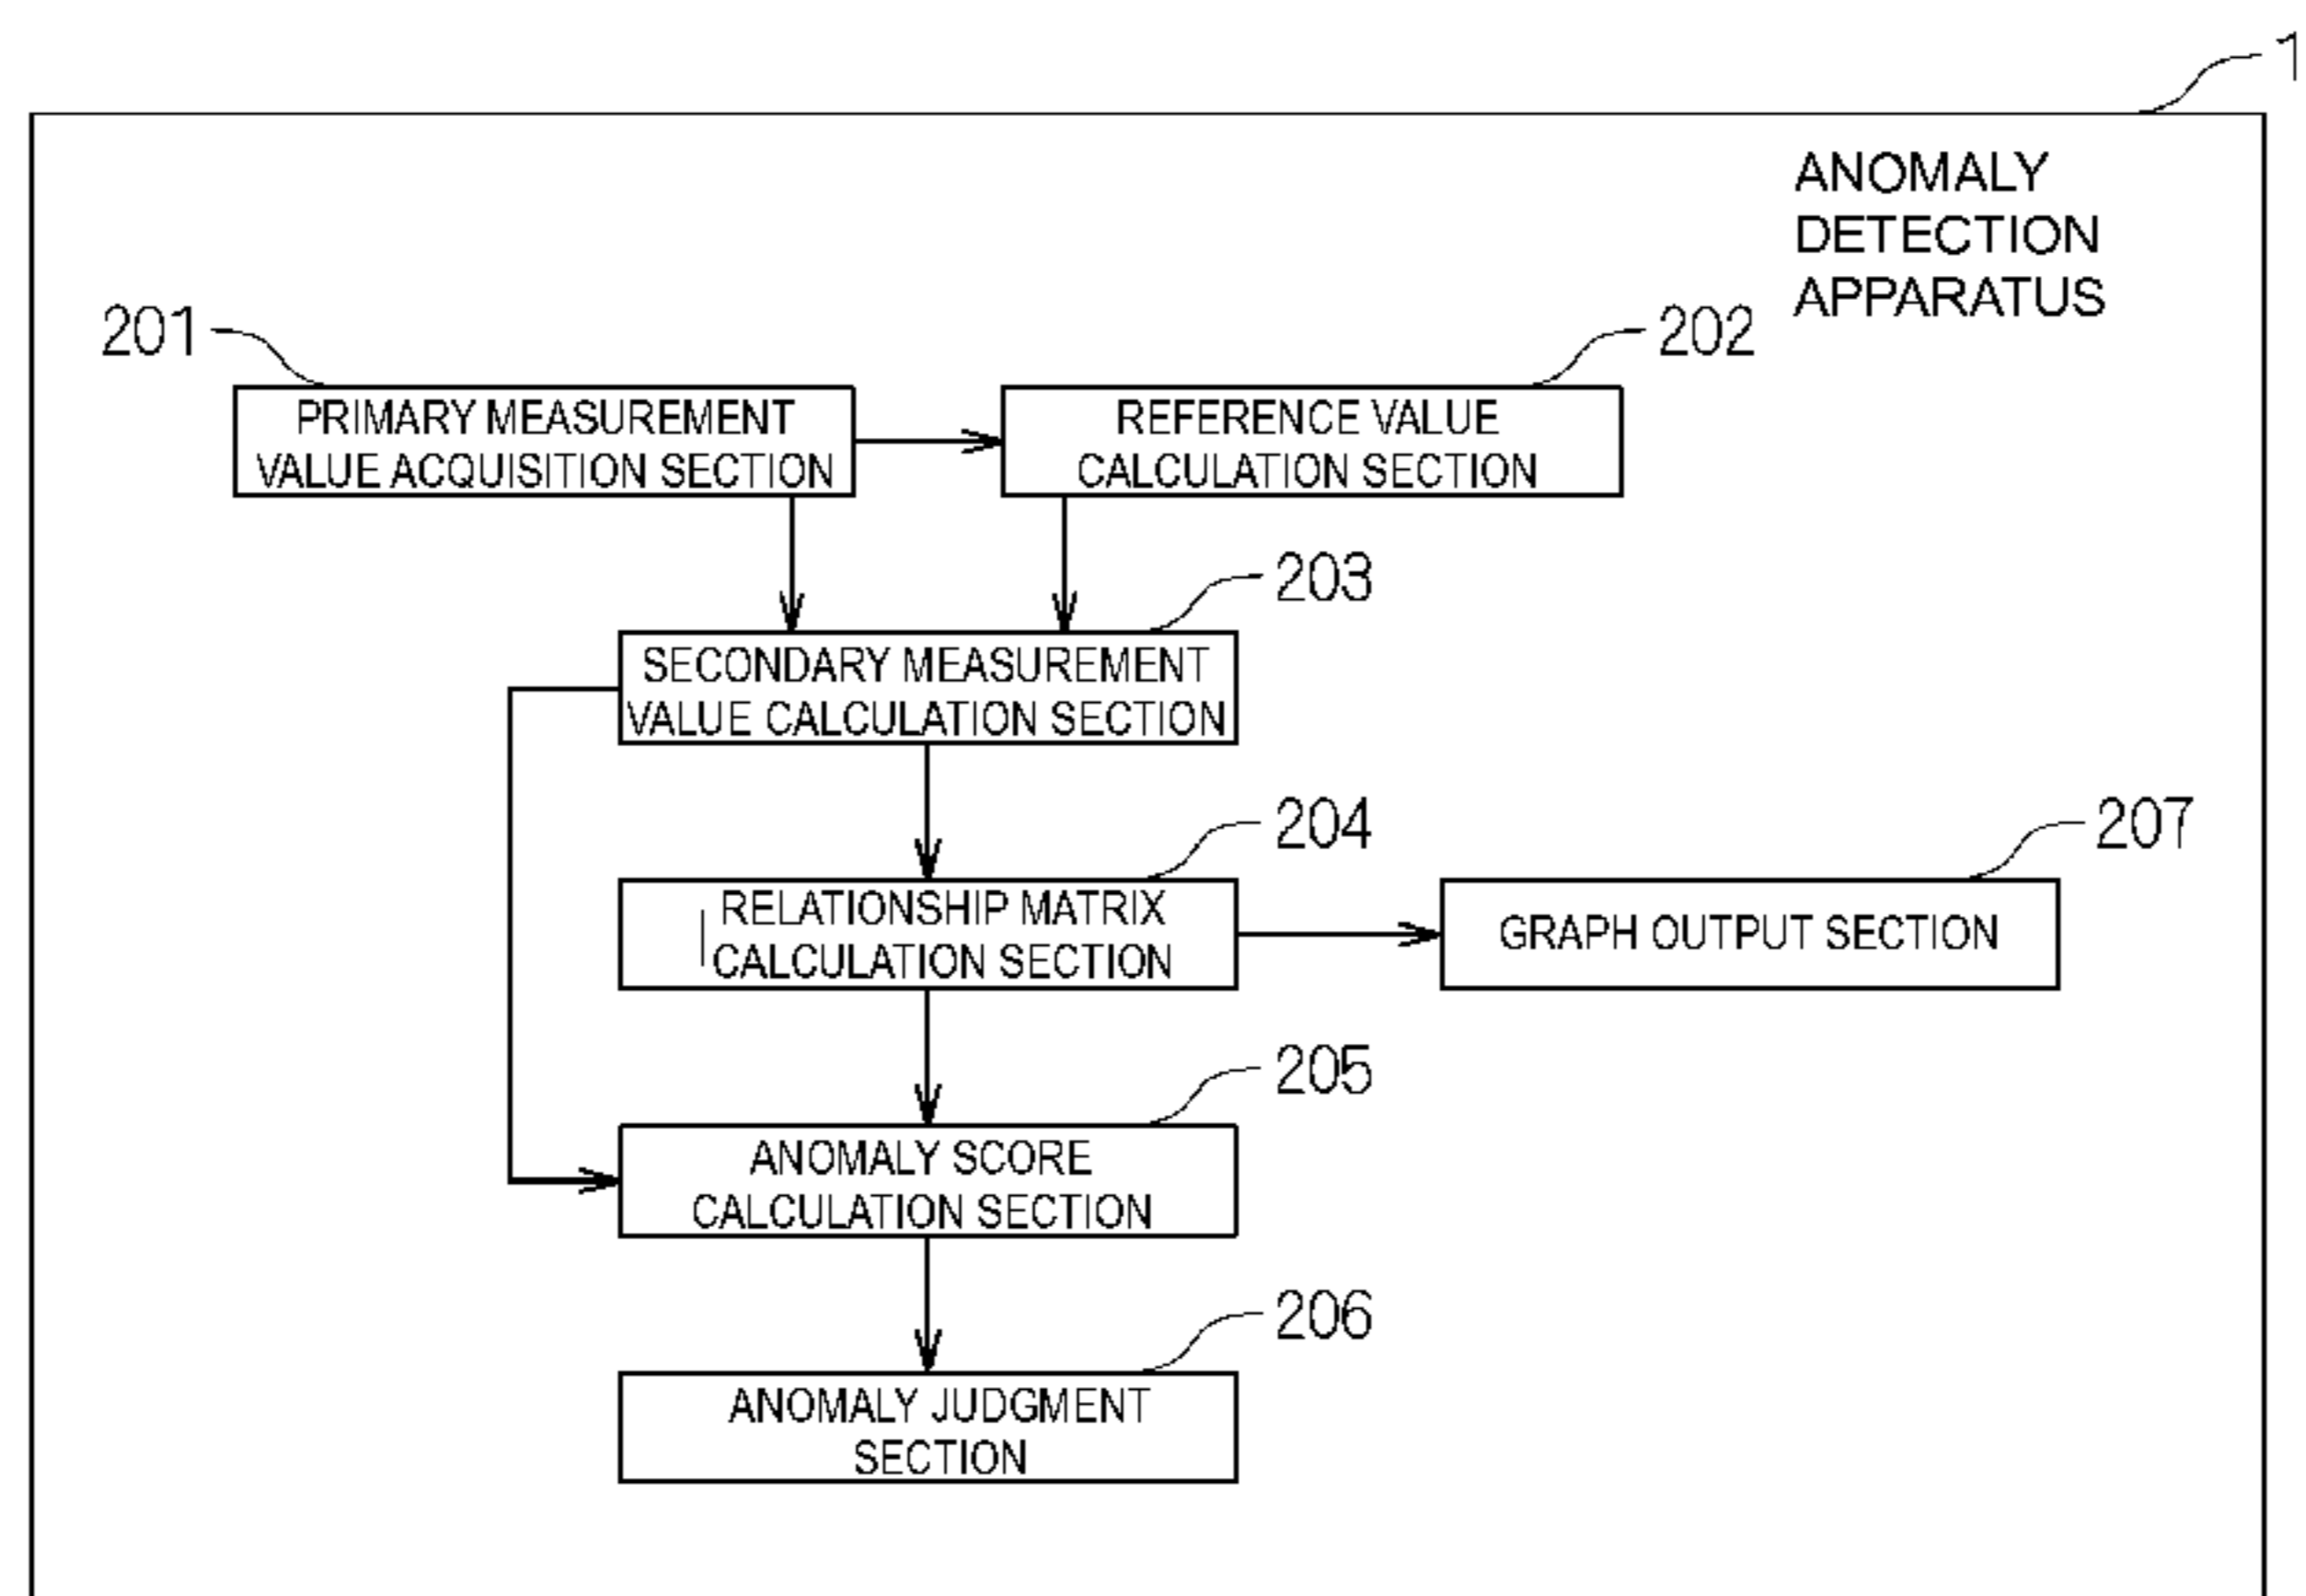 1
ANOMALY
DETECTION
APPARATUS
201
202
PRIMARY MEASUREMENT
VALUE ACQUISITION SECTION
REFERENCE VALUE
CALCULATION SECTION
203
SECONDARY MEASUREMENT
VALUE CALCULATION SECTION
204
207
RELATIONSHIP MATRIX
CALCULATION SECTION
GRAPH OUTPUT SECTION
205
ANOMALY SCORE
CALCULATION SECTION
206
ANOMALY JUDGMENT
SECTION